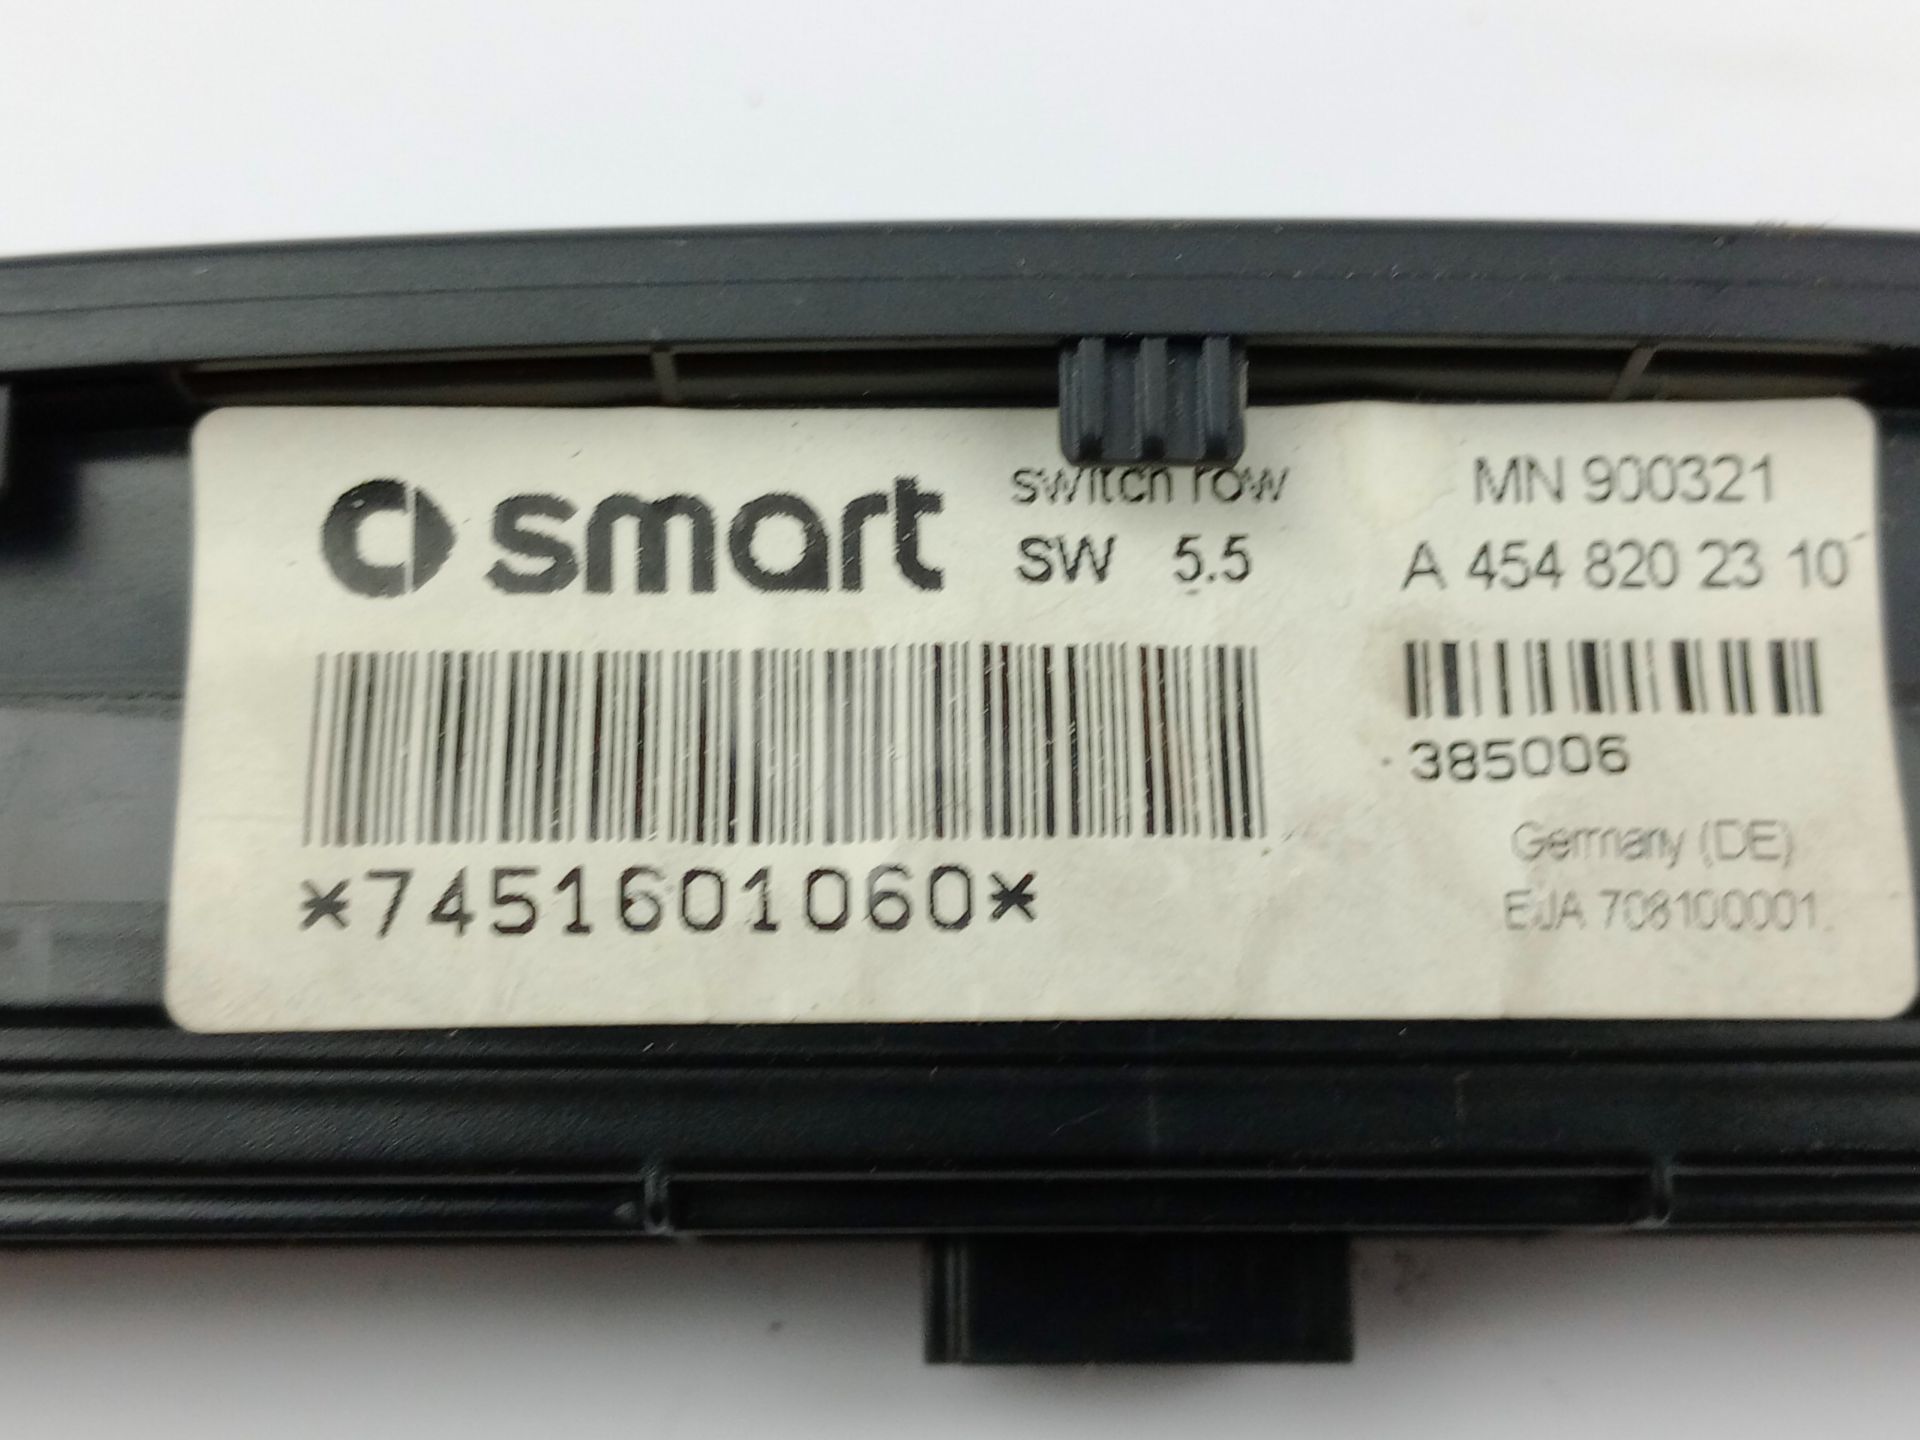 smart
switch row
SW 5.5
*7451601060*
MN 900321
A 454 820 23 10
385006
Germany (DE)
EJA 708100001